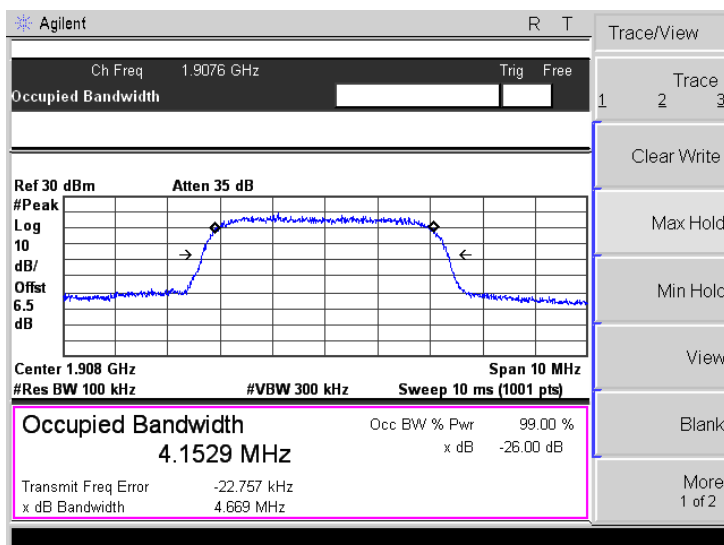 Agilent R T
Ch Freq 1.9076 GHz Trig Free
Occupied Bandwidth
Ref 30 dBm Atten 35 dB
#Peak
Log
10
dB/
Offst
6.5
dB
Center 1.908 GHz Span 10 MHz
#Res BW 100 kHz #VBW 300 kHz Sweep 10 ms (1001 pts)
Occupied Bandwidth Occ BW % Pwr 99.00 %
4.1529 MHz x dB -26.00 dB
Transmit Freq Error -22.757 kHz
x dB Bandwidth 4.669 MHz
Trace/View
Trace
1 2 3
Clear Write
Max Hold
Min Hold
View
Blank
More
1 of 2